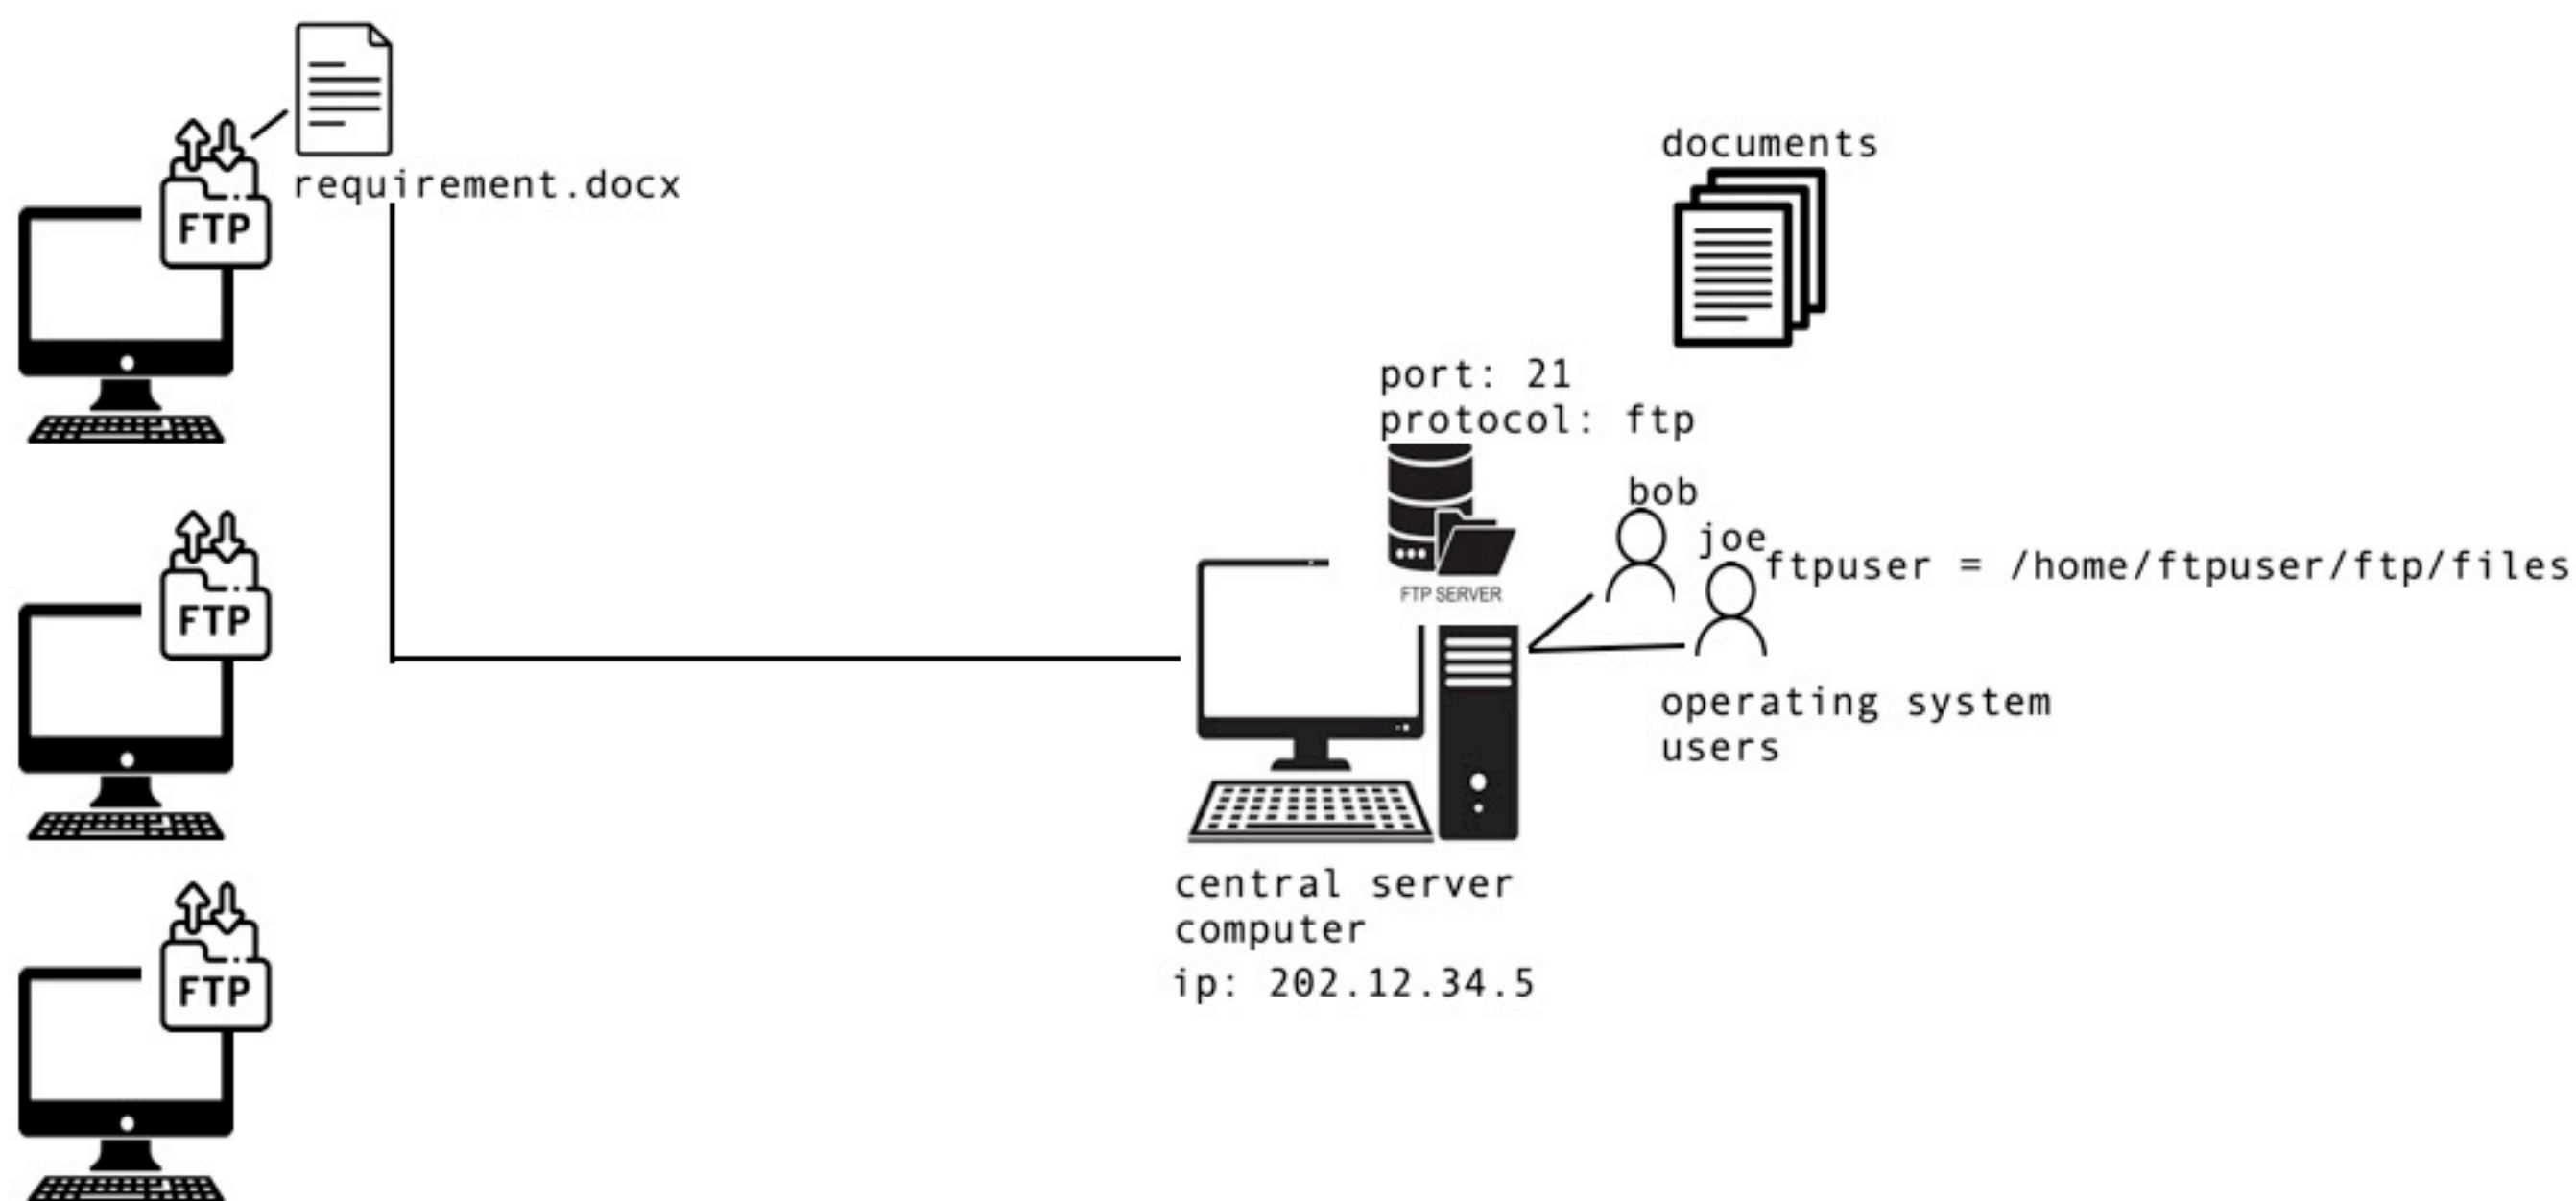 requirement.docx
FTP
FTP
FTP
documents
port: 21
protocol: ftp
FTP SERVER
bob
joe
ftpuser = /home/ftpuser/ftp/files
operating system
users
central server
computer
ip: 202.12.34.5